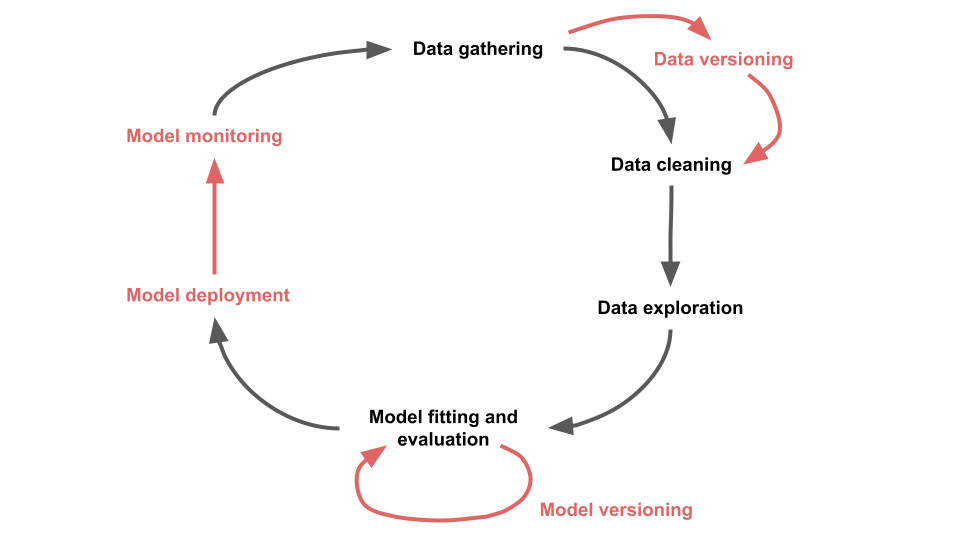 Data gathering
Data versioning
Model monitoring
Data cleaning
Model deployment
Data exploration
Model fitting and
evaluation
Model versioning